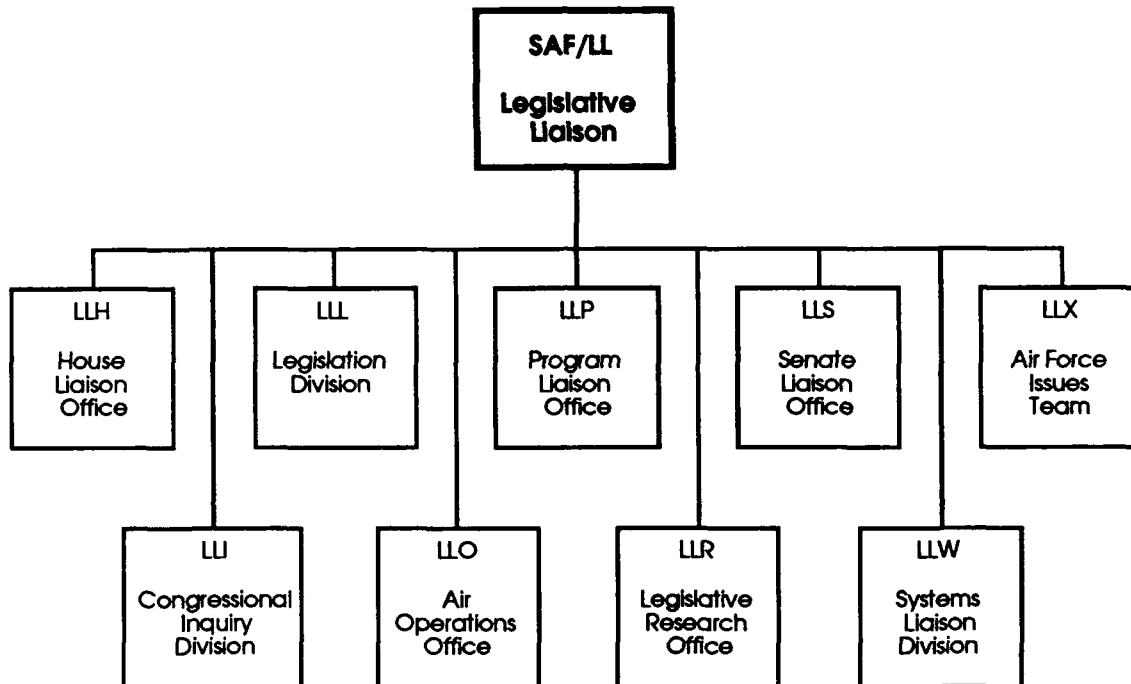 SAF/LL
Legislative
Liaison
LLH
House
Liaison
Office
LLL
Legislation
Division
LLP
Program
Liaison
Office
LLS
Senate
Liaison
Office
LLX
Air Force
Issues
Team
LLI
Congressional
Inquiry
Division
LLO
Air
Operations
Office
LLR
Legislative
Research
Office
LLW
Systems
Liaison
Division